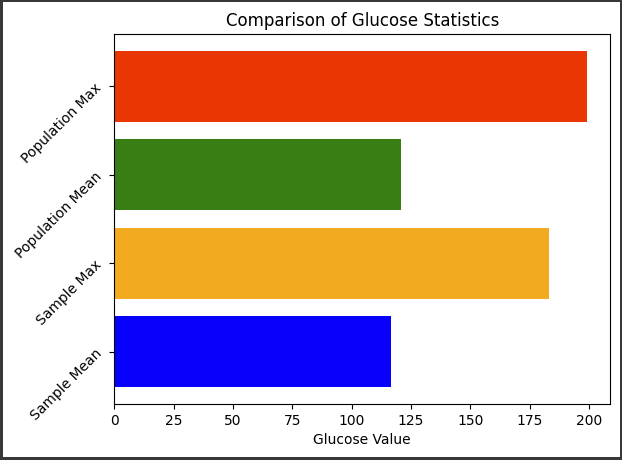 Comparison of Glucose Statistics
Population Max
Population Mean
Sample Max
Sample Mean
0 25 50 75 100 125 150 175 200
Glucose Value